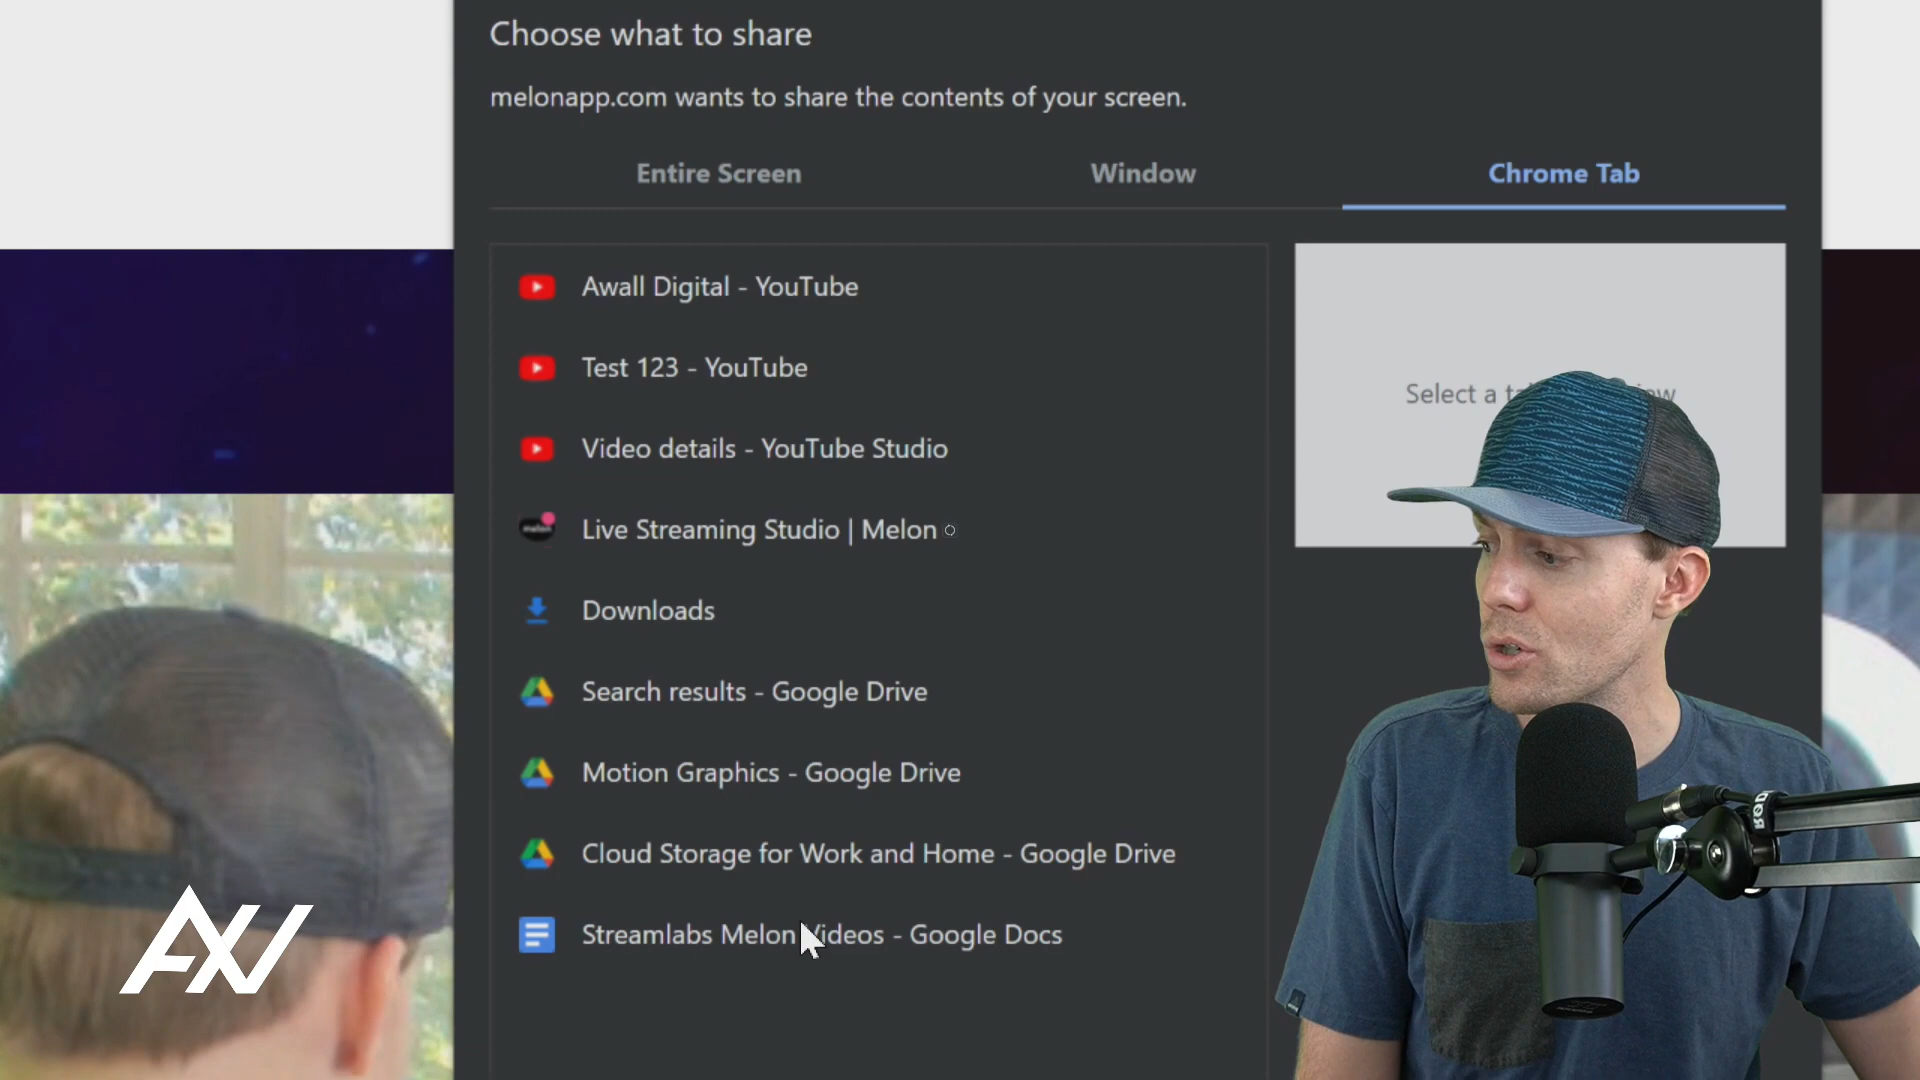 Choose what to share
melonapp.com wants to share the contents of your screen.
Entire Screen
Window
Chrome Tab
Awall Digital - YouTube
Test 123 - YouTube
Video details - YouTube Studio
Live Streaming Studio | Melon
Downloads
Search results - Google Drive
Motion Graphics - Google Drive
Cloud Storage for Work and Home - Google Drive
Streamlabs Melon Videos - Google Docs
Select a
melon
RØDE
AW